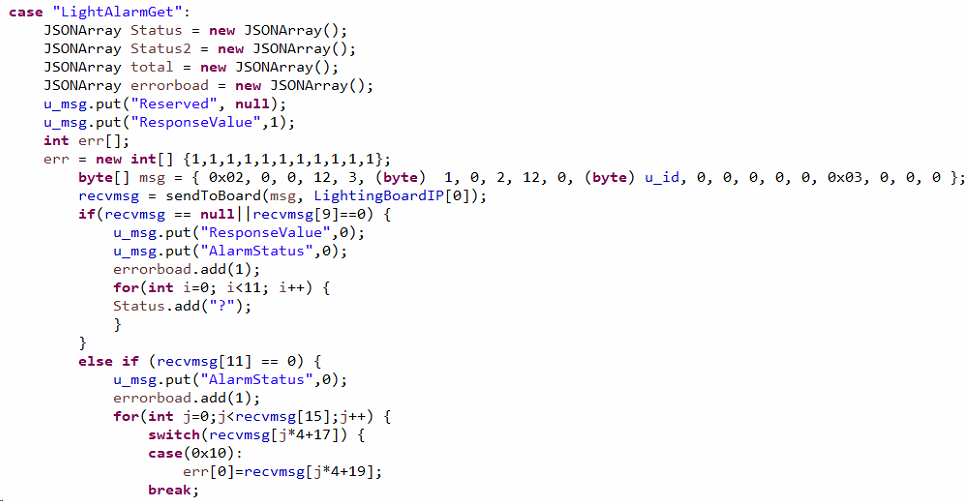 case "LightAlarmGet":
JSONArray Status = new JSONArray();
JSONArray Status2 = new JSONArray();
JSONArray total = new JSONArray();
JSONArray errorboad = new JSONArray();
u_msg.put("Reserved", null);
u_msg.put("ResponseValue",1);
int err[];
err = new int[] {1,1,1,1,1,1,1,1,1,1,1};
byte[] msg = { 0x02, 0, 0, 12, 3, (byte)  1, 0, 2, 12, 0, (byte) u_id, 0, 0, 0, 0, 0, 0x03, 0, 0, 0 };
recvmsg = sendToBoard(msg, LightingBoardIP[0]);
if(recvmsg == null||recvmsg[9]==0) {
u_msg.put("ResponseValue",0);
u_msg.put("AlarmStatus",0);
errorboad.add(1);
for(int i=0; i<11; i++) {
Status.add("?");
}
}
else if (recvmsg[11] == 0) {
u_msg.put("AlarmStatus",0);
errorboad.add(1);
for(int j=0;j<recvmsg[15];j++) {
switch(recvmsg[j*4+17]) {
case(0x10):
err[0]=recvmsg[j*4+19];
break;